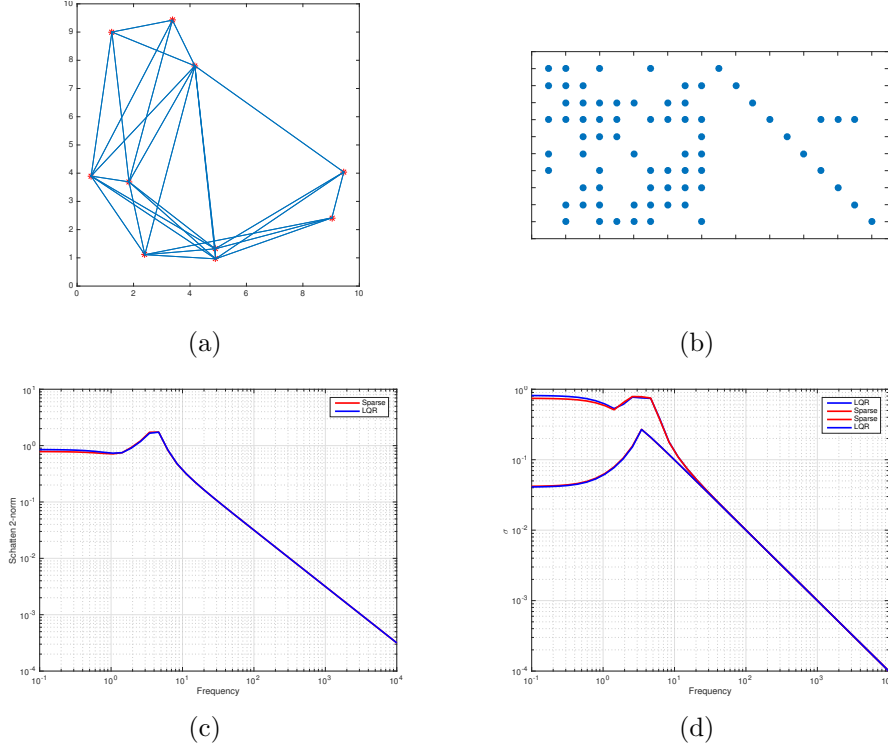 10
9
8
7
6
5
4
3
2
1
0
0 2 4 6 8 10
(a)
(b)
10^1
10^0
10^-1
10^-2
10^-3
10^-4
Schatten 2-norm
Sparse
LQR
10^-1 10^0 10^1 10^2 10^3 10^4
Frequency
(c)
10^0
10^-1
10^-2
10^-3
10^-4
σ
LQR
Sparse
Sparse
LQR
10^-1 10^0 10^1 10^2 10^3 10
Frequency
(d)